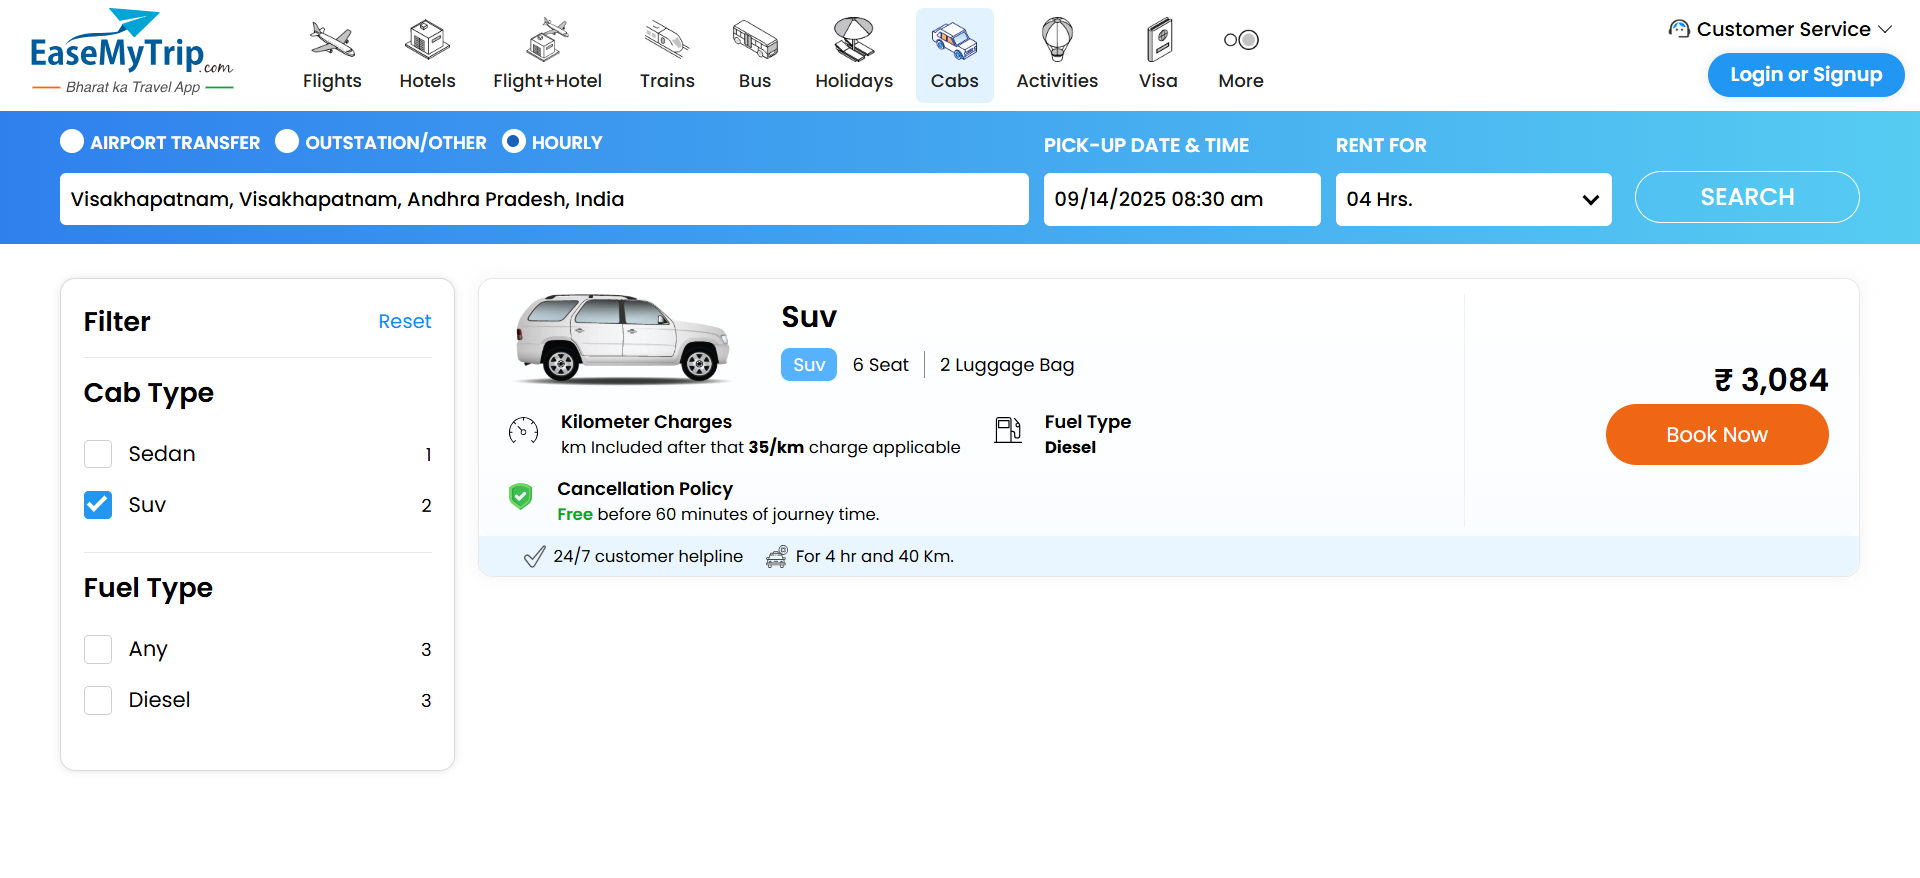 EaseMyTrip.com
Bharat ka Travel App
Flights
Hotels
Flight+Hotel
Trains
Bus
Holidays
Cabs
Activities
Visa
More
Customer Service
Login or Signup
AIRPORT TRANSFER
OUTSTATION/OTHER
HOURLY
PICK-UP DATE & TIME
RENT FOR
Visakhapatnam, Visakhapatnam, Andhra Pradesh, India
09/14/2025 08:30 am
04 Hrs.
SEARCH
Filter
Reset
Cab Type
Sedan 1
Suv 2
Fuel Type
Any 3
Diesel 3
Suv
Suv 6 Seat 2 Luggage Bag
Kilometer Charges
km Included after that 35/km charge applicable
Fuel Type
Diesel
Cancellation Policy
Free before 60 minutes of journey time.
24/7 customer helpline
For 4 hr and 40 Km.
₹ 3,084
Book Now